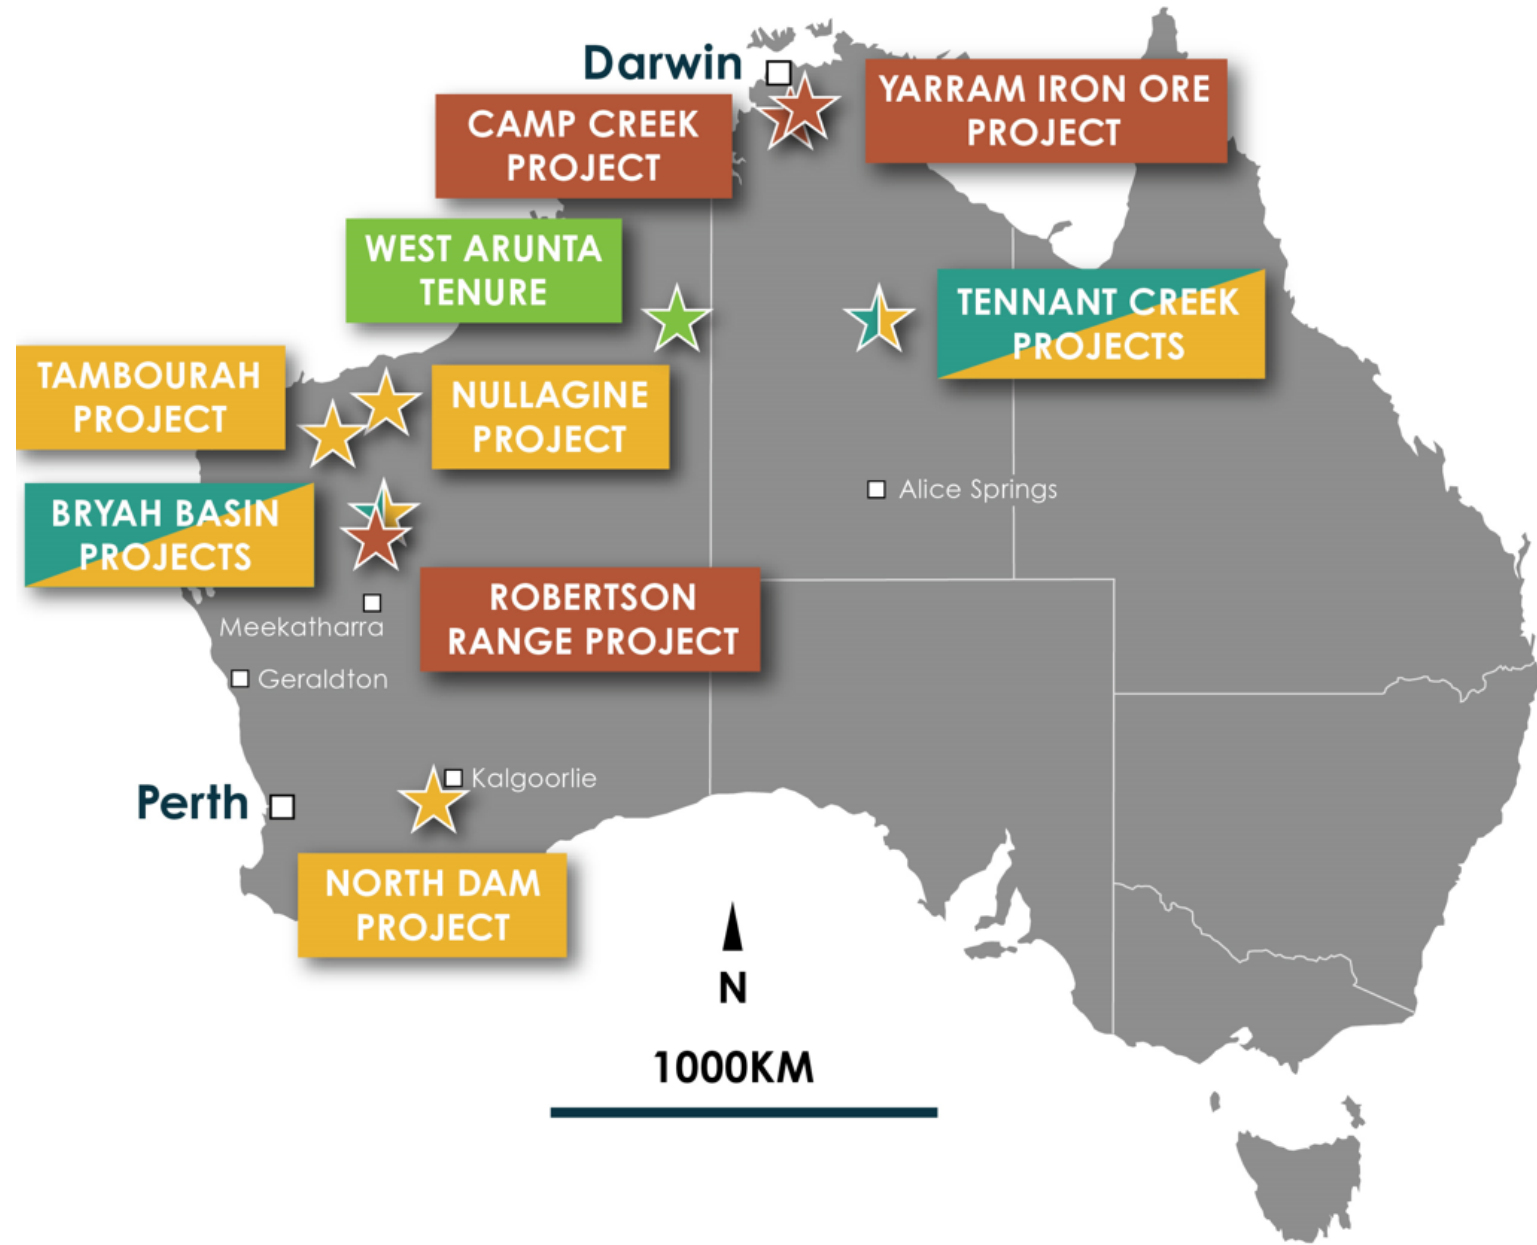 Darwin
YARRAM IRON ORE
PROJECT
CAMP CREEK
PROJECT
WEST ARUNTA
TENURE
TENNANT CREEK
PROJECTS
TAMBOURAH
PROJECT
NULLAGINE
PROJECT
BRYAH BASIN
PROJECTS
Alice Springs
ROBERTSON
RANGE PROJECT
Meekatharra
Geraldton
Kalgoorlie
Perth
NORTH DAM
PROJECT
N
1000KM